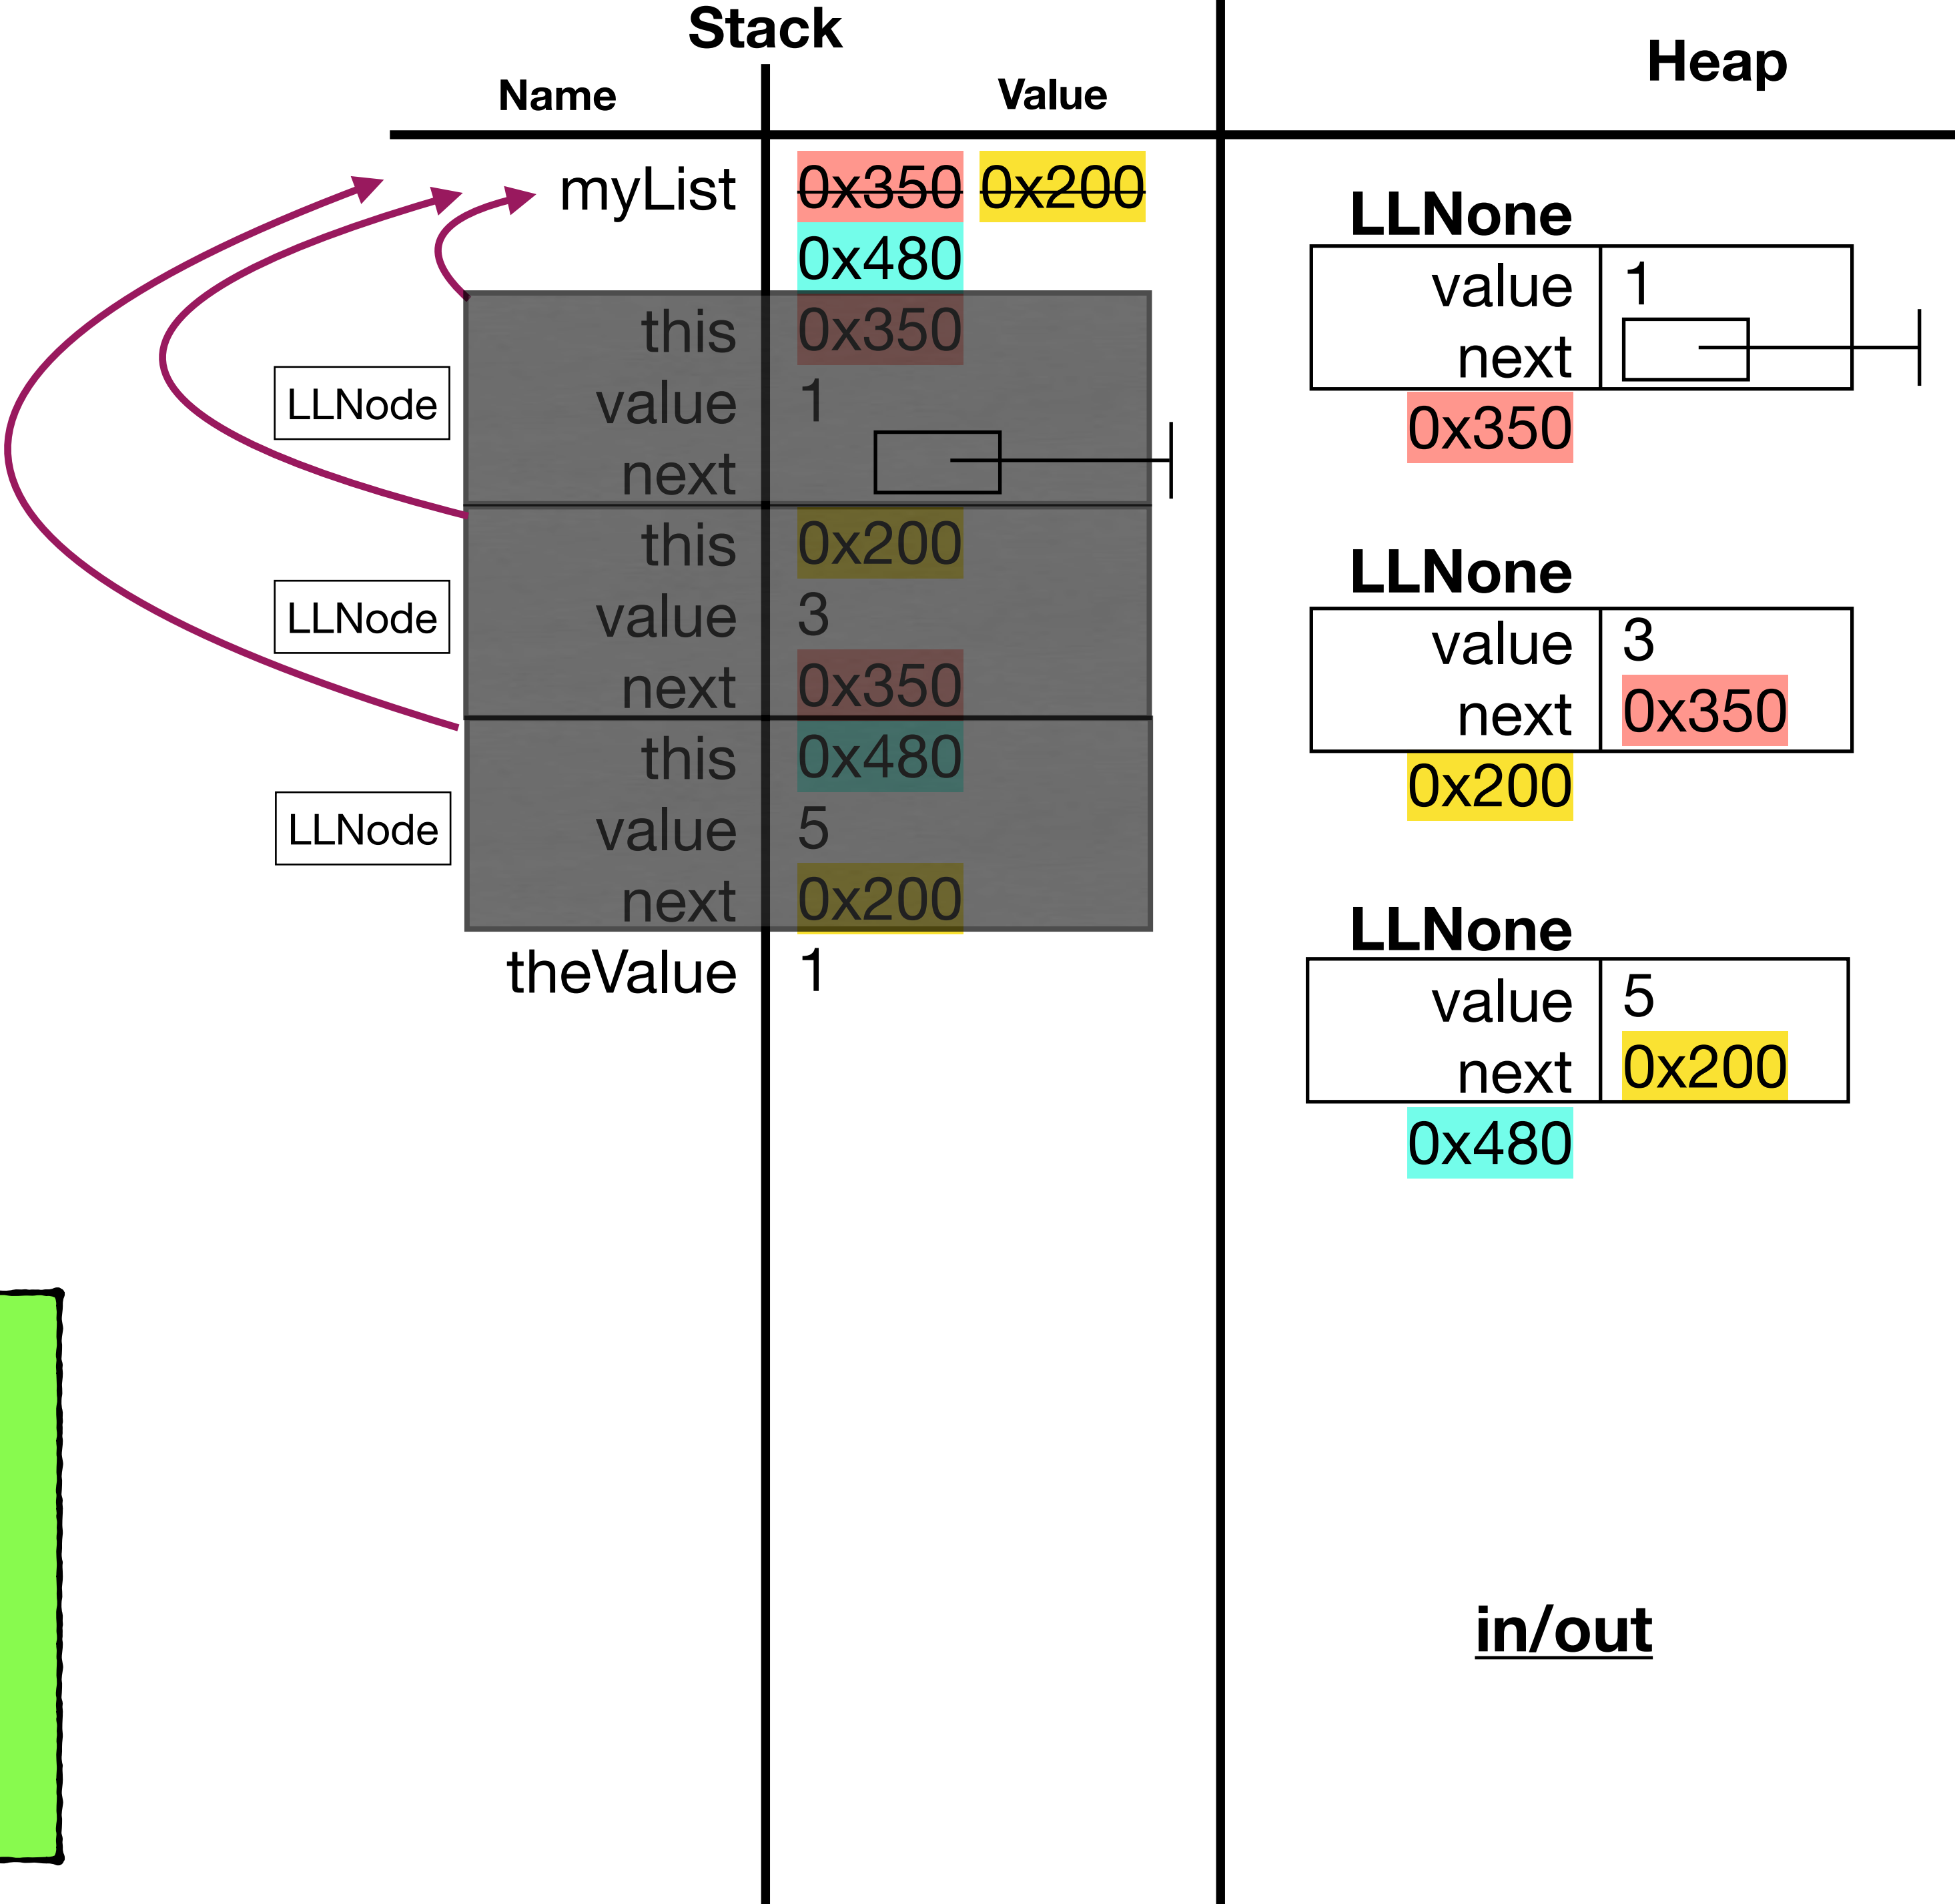 Stack
Heap
Name Value
myList 0x350 0x200
0x480
this 0x350
LLNode
value 1
next
this 0x200
LLNode
value 3
next 0x350
this 0x480
LLNode
value 5
next 0x200
theValue 1
LLNone
value 1
next
0x350
LLNone
value 3
next 0x350
0x200
LLNone
value 5
next 0x200
0x480
in/out